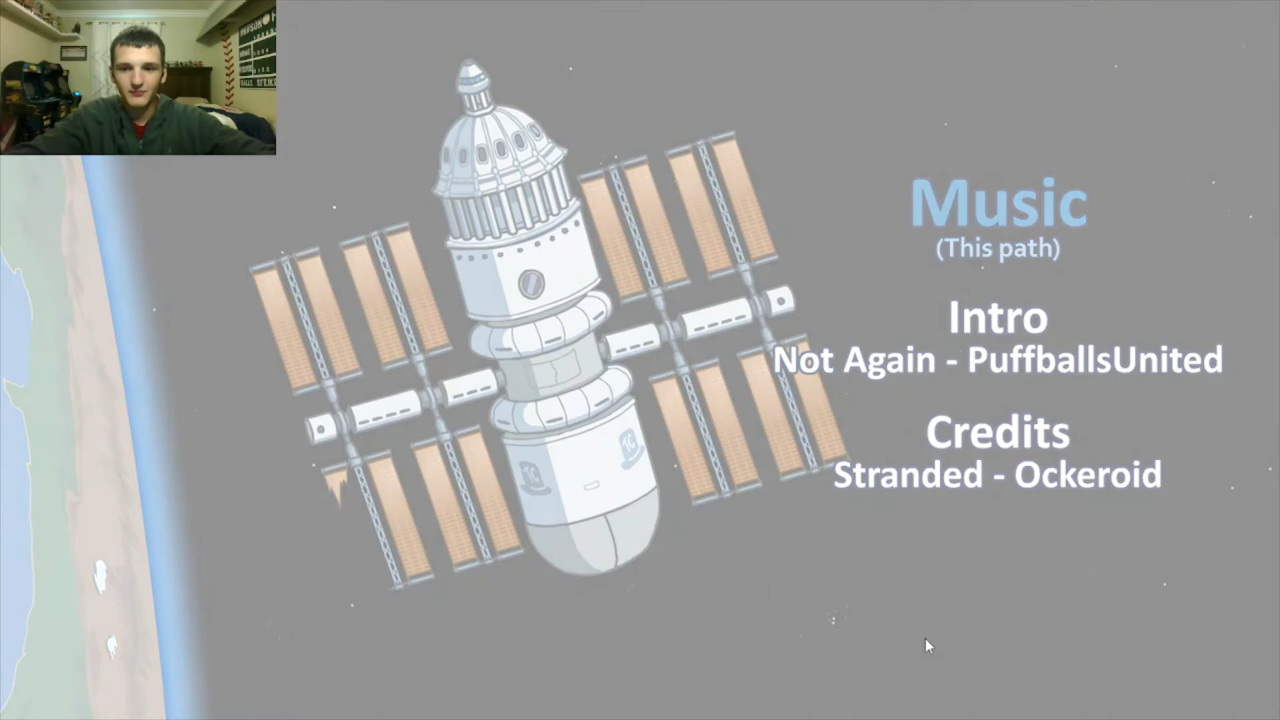 Music
(This path)
Intro
Not Again - PuffballsUnited
Credits
Stranded - Ockeroid